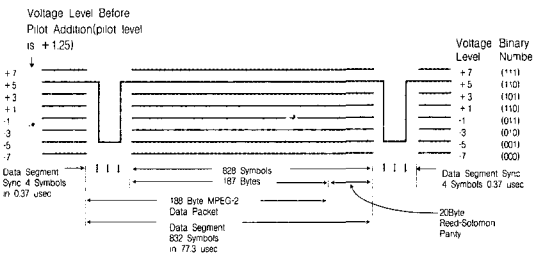 Voltage Level Before
Pilot Addition(pilot level
is + 1.25)
Voltage Binary
Level Numbe
+7 +7 (111)
+5 +5 (110)
+3 +3 (101)
+1 +1 (110)
-1 -1 (011)
-3 -3 (010)
-5 -5 (001)
-7 -7 (000)
Data Segment
Sync 4 Symbols
in 0.37 usec
828 Symbols
187 Bytes
Data Segment Sync
4 Symbols 0.37 usec
188 Byte MPEG-2
Data Packet
Data Segment
832 Symbols
in 77.3 usec
20Byte
Reed-Solomon
Parity